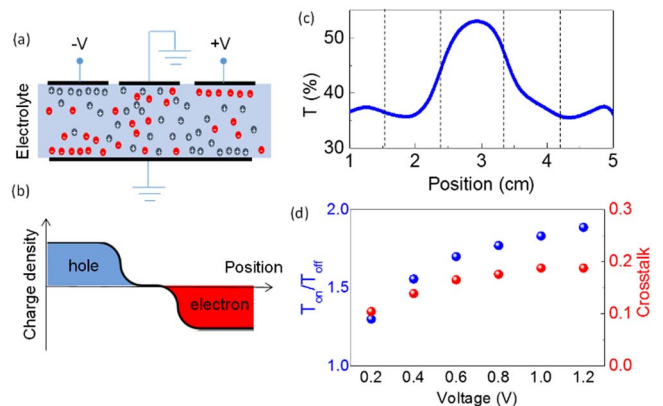 (a)
-V
+V
Electrolyte
(b)
Charge density
hole
Position
electron
(c)
T (%)
50
40
30
1
2
3
4
5
Position (cm)
(d)
Ton/Toff
2.0
1.5
1.0
0.3
0.2
0.1
0.0
Crosstalk
0.2
0.4
0.6
0.8
1.0
1.2
Voltage (V)